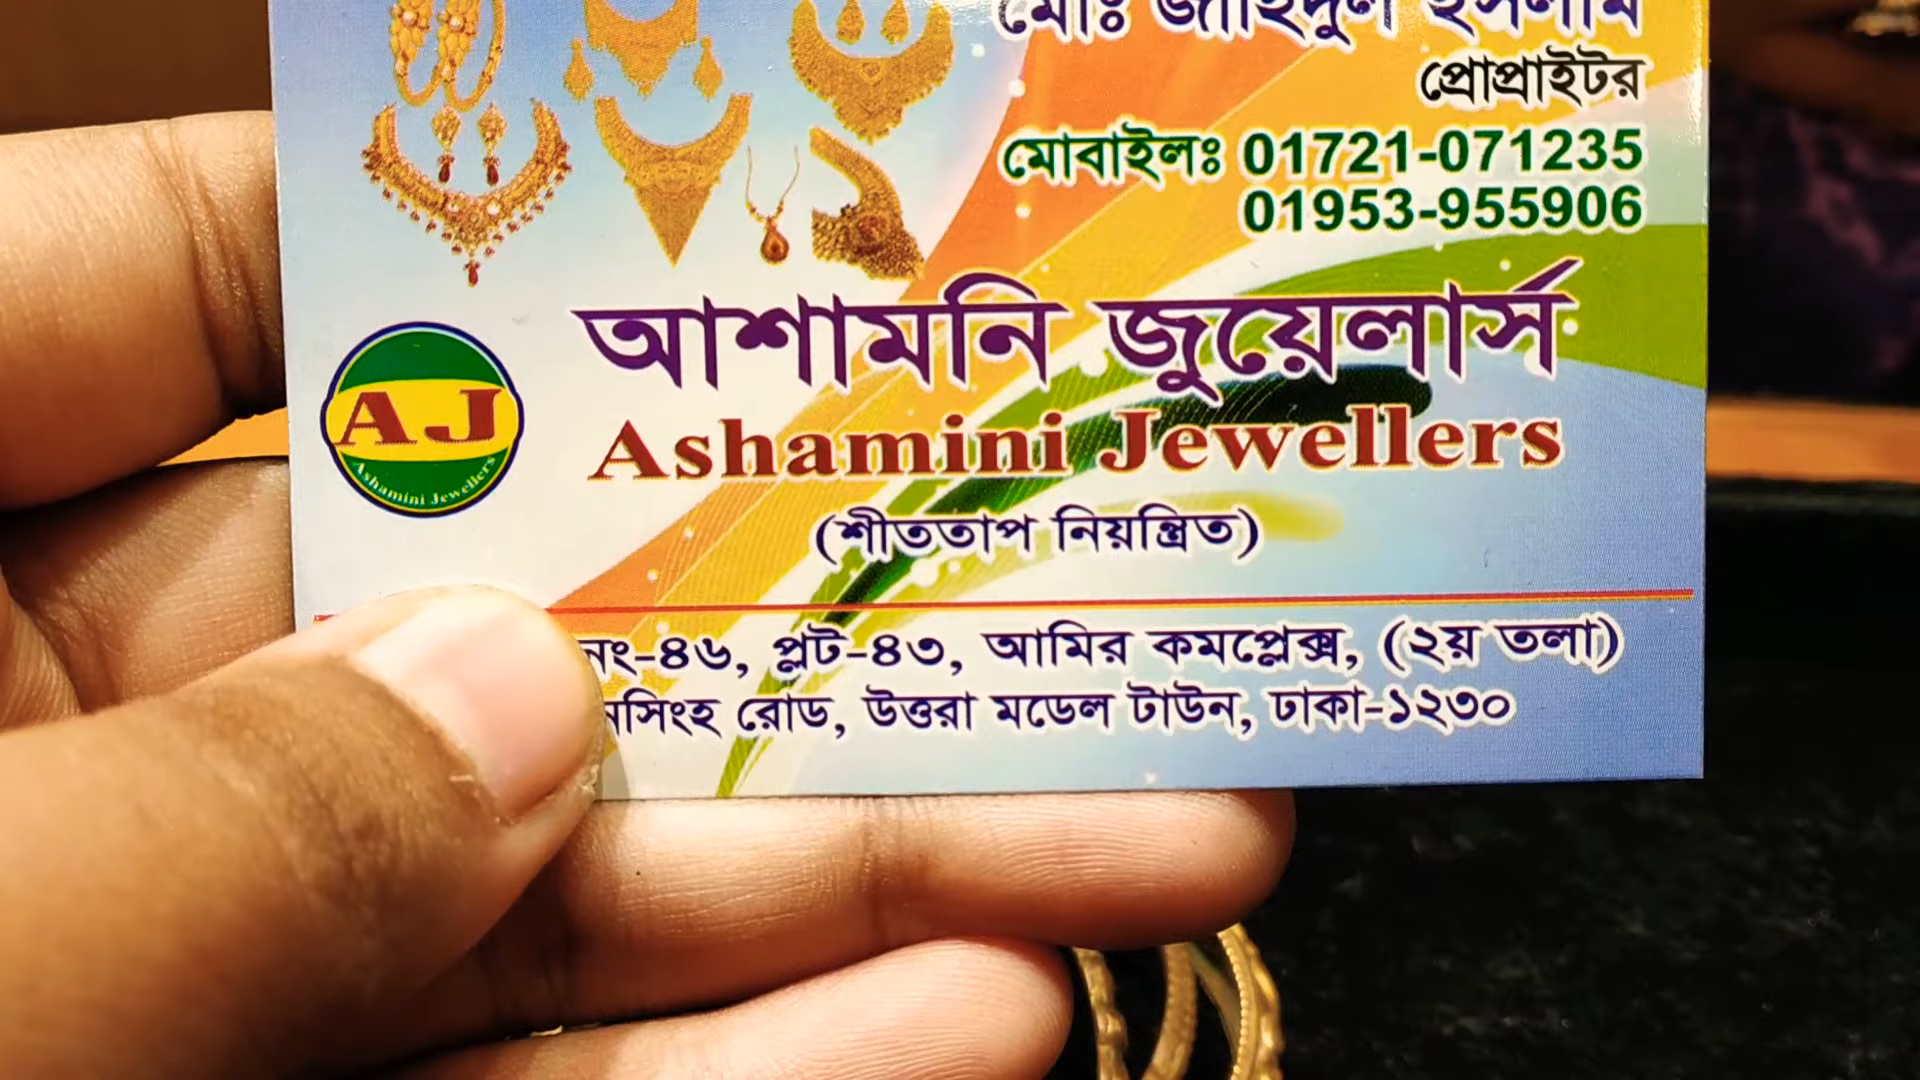 মোঃ জাহিদুল ইসলাম
প্রোপ্রাইটর
মোবাইলঃ 01721-071235
01953-955906
আশামনি জুয়েলার্স
AJ
Ashamini Jewellers
Ashamini Jewellers
(শীততাপ নিয়ন্ত্রিত)
নং-৪৬, প্লট-৪৩, আমির কমপ্লেক্স, (২য় তলা)
রোড, উত্তরা মডেল টাউন, ঢাকা-১২৩০